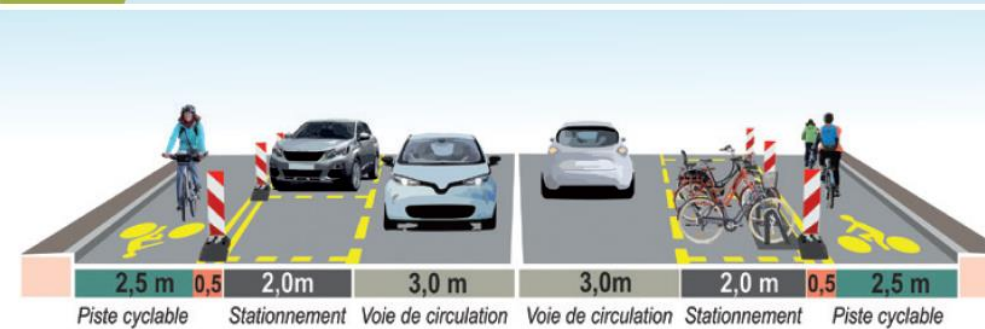 2,5 m 0,5 2,0m 3,0 m 3,0m 2,0 m 0,5 2,5 m
Piste cyclable Stationnement Voie de circulation Voie de circulation Stationnement Piste cyclable